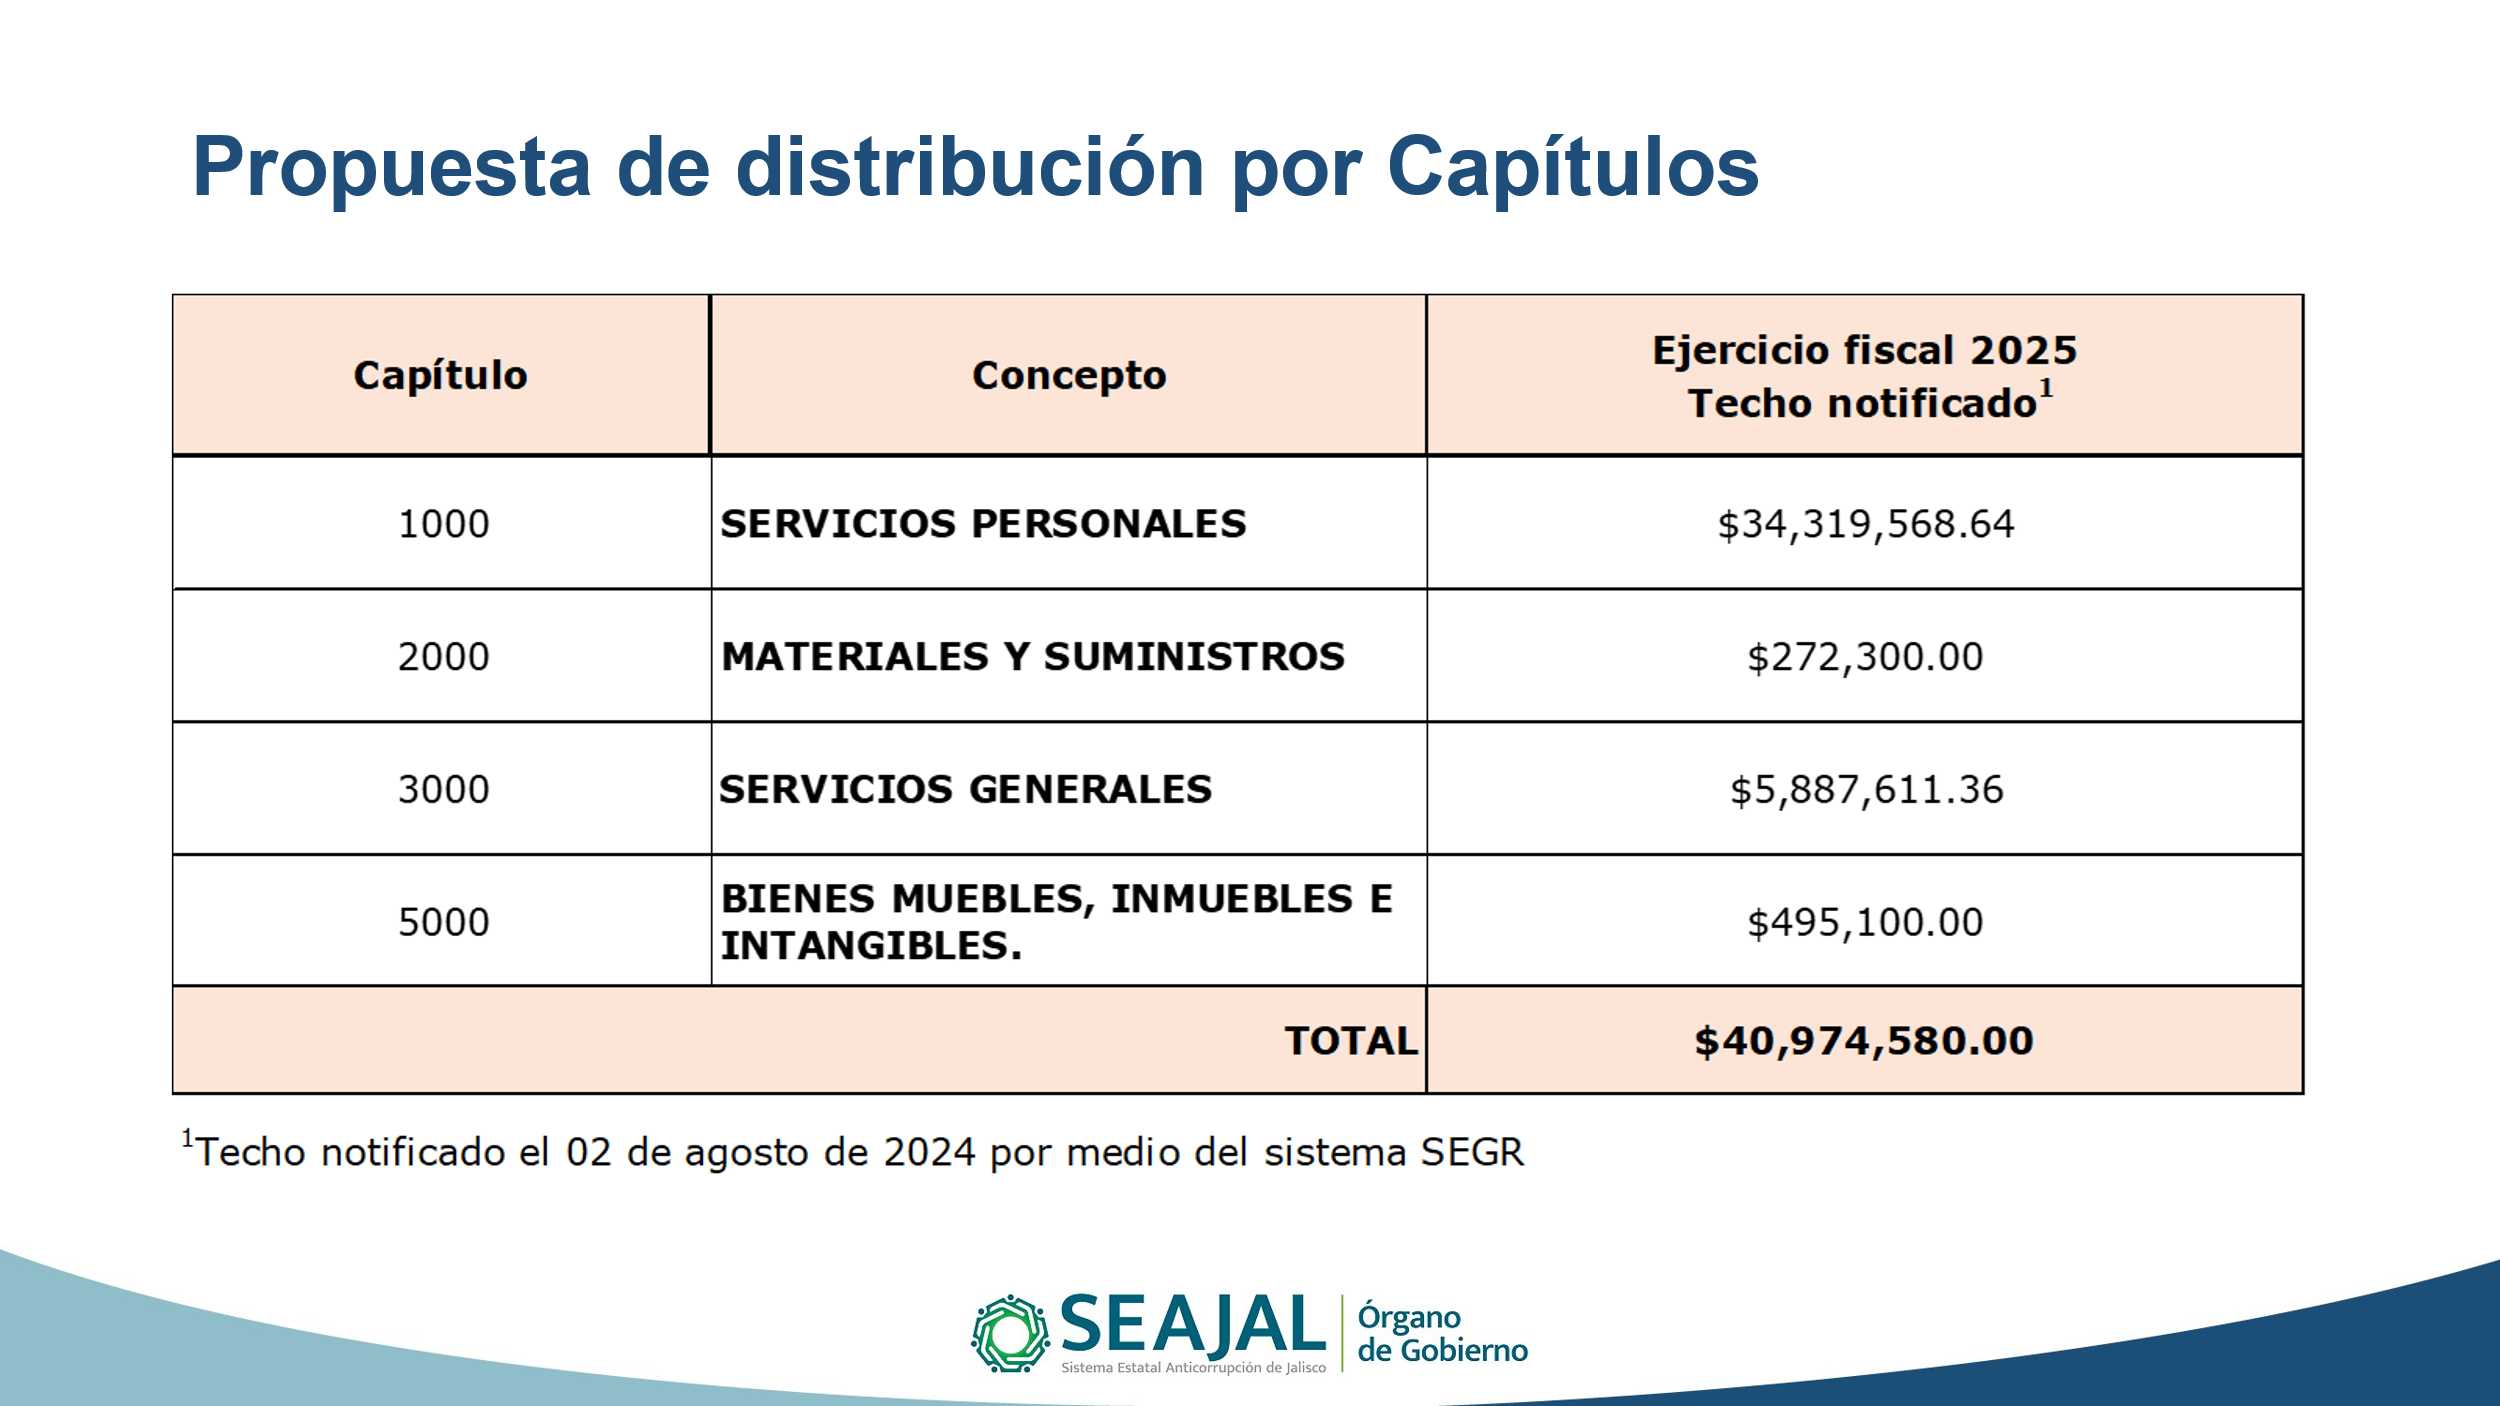 Propuesta de distribución por Capítulos
Capítulo
Concepto
Ejercicio fiscal 2025
Techo notificado¹
1000
SERVICIOS PERSONALES
$34,319,568.64
2000
MATERIALES Y SUMINISTROS
$272,300.00
3000
SERVICIOS GENERALES
$5,887,611.36
5000
BIENES MUEBLES, INMUEBLES E
INTANGIBLES.
$495,100.00
TOTAL
$40,974,580.00
¹Techo notificado el 02 de agosto de 2024 por medio del sistema SEGR
SEAJAL
Sistema Estatal Anticorrupción de Jalisco
Órgano
de Gobierno